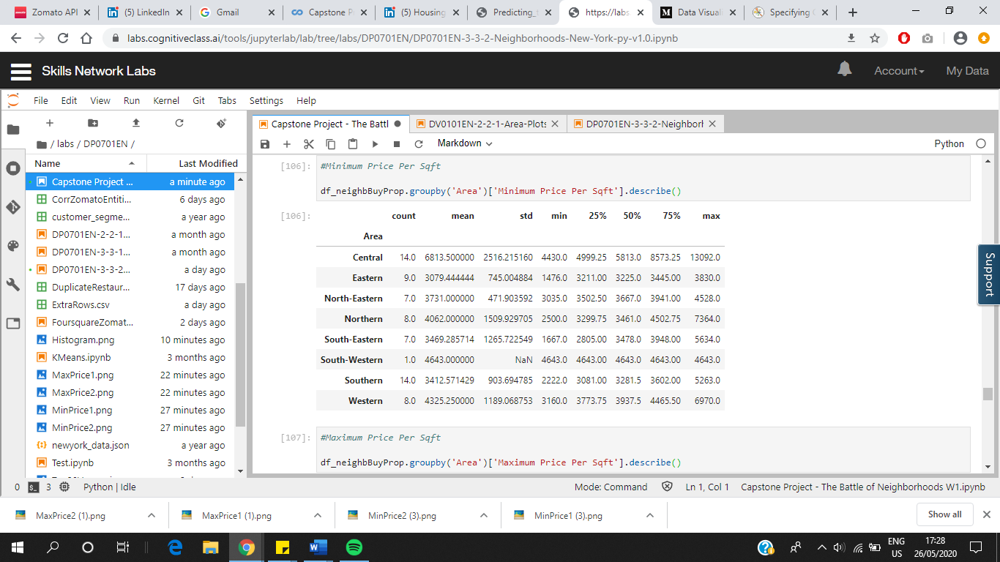 Zomato API
(5) LinkedIn
Gmail
Capstone P
(5) Housing
Predicting_
https://labs
Data Visuali
Specifying
labs.cognitiveclass.ai/tools/jupyterlab/lab/tree/labs/DP0701EN/DP0701EN-3-3-2-Neighborhoods-New-York-py-v1.0.ipynb
Skills Network Labs
Account
My Data
File Edit View Run Kernel Git Tabs Settings Help
Capstone Project - The Battl
DV0101EN-2-2-1-Area-Plots
DP0701EN-3-3-2-Neighborh
/ labs / DP0701EN /
Markdown
Python
Name Last Modified
Capstone Project ... a minute ago
CorrZomatoEntiti... 6 days ago
customer_segme... a year ago
DP0701EN-2-2-1... a month ago
DP0701EN-3-3-1... a month ago
DP0701EN-3-3-2... a day ago
DuplicateRestaur... 17 days ago
ExtraRows.csv a day ago
FoursquareZomat... 2 days ago
Histogram.png 10 minutes ago
KMeans.ipynb 3 months ago
MaxPrice1.png 22 minutes ago
MaxPrice2.png 22 minutes ago
MinPrice1.png 27 minutes ago
MinPrice2.png 27 minutes ago
newyork_data.json a year ago
Test.ipynb 3 months ago
[106]: #Minimum Price Per Sqft
df_neighbBuyProp.groupby('Area')['Minimum Price Per Sqft'].describe()
[106]: count mean std min 25% 50% 75% max
Area
Central 14.0 6813.500000 2516.215160 4430.0 4999.25 5813.0 8573.25 13092.0
Eastern 9.0 3079.444444 745.004884 1476.0 3211.00 3225.0 3445.00 3830.0
North-Eastern 7.0 3731.000000 471.903592 3035.0 3502.50 3667.0 3941.00 4528.0
Northern 8.0 4062.000000 1509.929705 2500.0 3299.75 3461.0 4502.75 7364.0
South-Eastern 7.0 3469.285714 1265.722549 1667.0 2805.00 3478.0 3948.00 5634.0
South-Western 1.0 4643.000000 NaN 4643.0 4643.00 4643.0 4643.00 4643.0
Southern 14.0 3412.571429 903.694785 2222.0 3081.00 3281.5 3602.00 5263.0
Western 8.0 4325.250000 1189.068753 3160.0 3773.75 3937.5 4465.50 6970.0
[107]: #Maximum Price Per Sqft
df_neighbBuyProp.groupby('Area')['Maximum Price Per Sqft'].describe()
Support
0 3 Python | Idle
Mode: Command Ln 1, Col 1 Capstone Project - The Battle of Neighborhoods W1.ipynb
MaxPrice2 (1).png
MaxPrice1 (1).png
MinPrice2 (3).png
MinPrice1 (3).png
Show all
ENG
US
17:28
26/05/2020